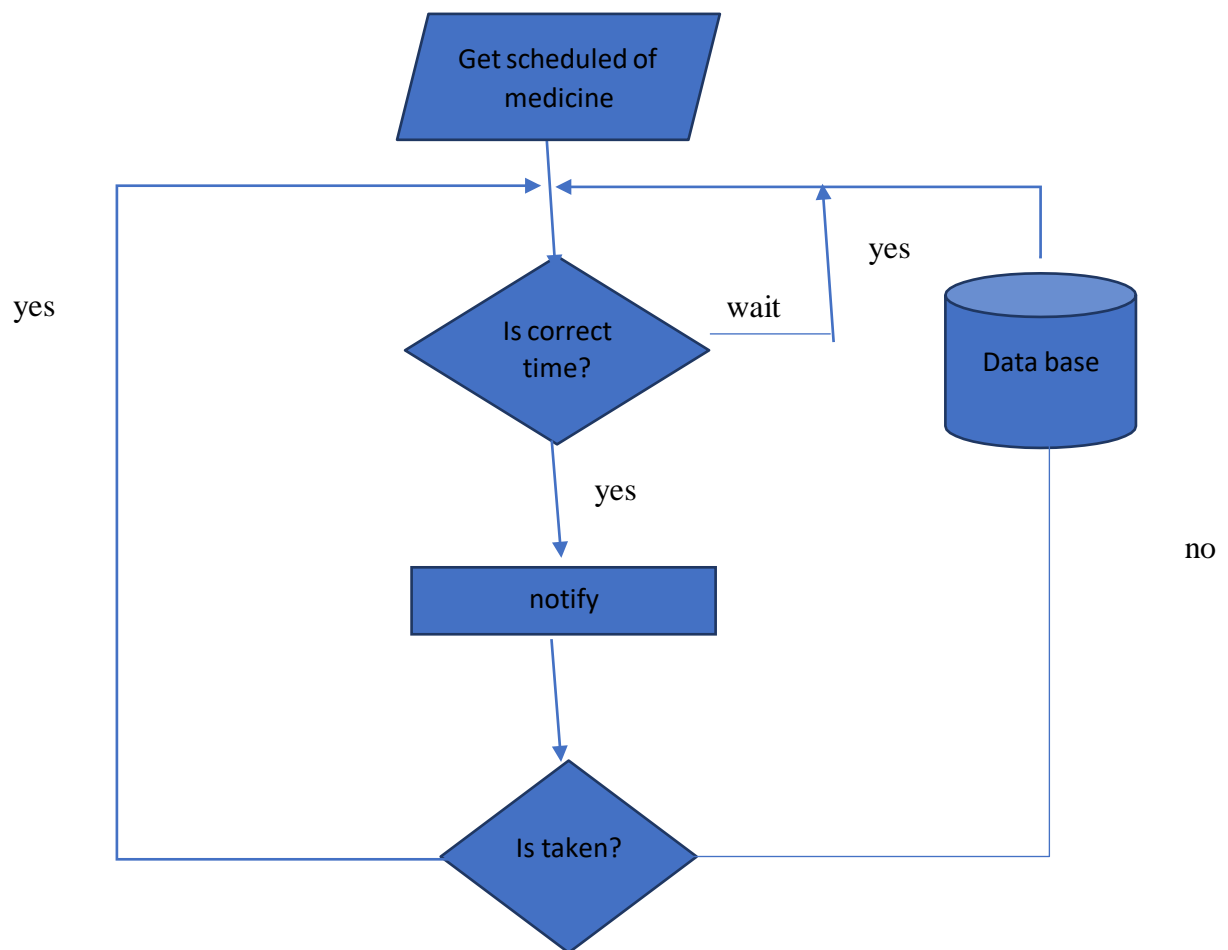 Get scheduled of
medicine
yes
yes
Is correct
time?
wait
Data base
yes
no
notify
Is taken?